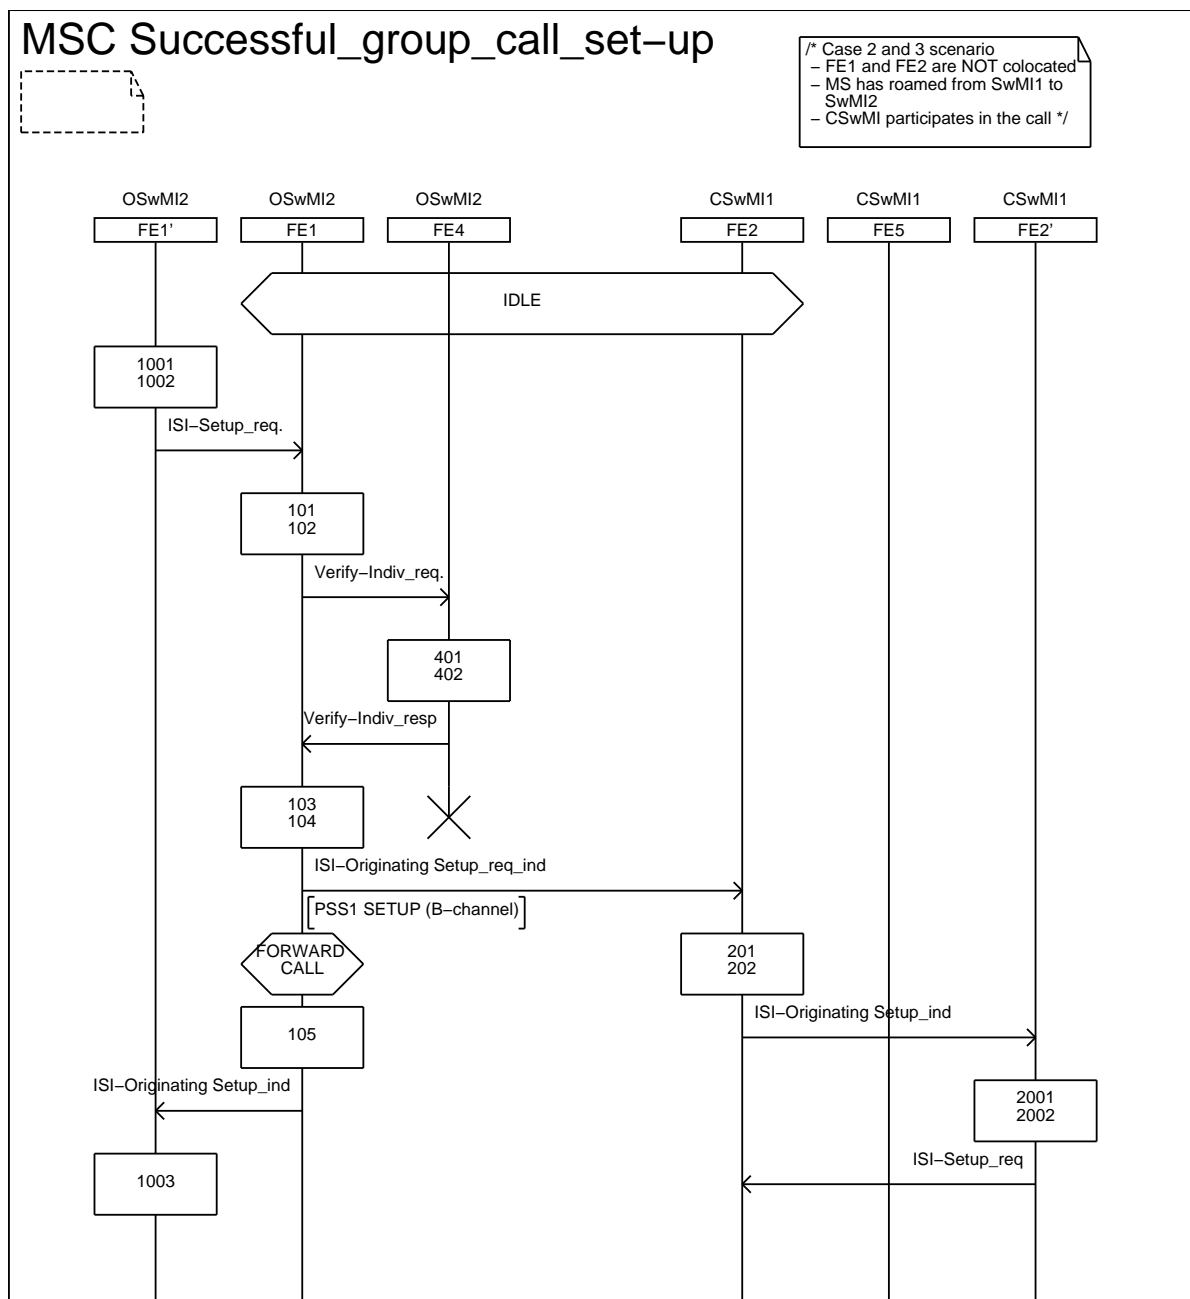 MSC Successful_group_call_set–up
/* Case 2 and 3 scenario
– FE1 and FE2 are NOT colocated
– MS has roamed from SwMI1 to
SwMI2
– CSwMI participates in the call */
OSwMI2 OSwMI2 OSwMI2 CSwMI1 CSwMI1 CSwMI1
FE1' FE1 FE4 FE2 FE5 FE2'
IDLE
1001
1002
ISI–Setup_req.
101
102
Verify–Indiv_req.
401
402
Verify–Indiv_resp
103
104
ISI–Originating Setup_req_ind
PSS1 SETUP (B–channel)
FORWARD
CALL
201
202
ISI–Originating Setup_ind
105
ISI–Originating Setup_ind
2001
2002
ISI–Setup_req
1003